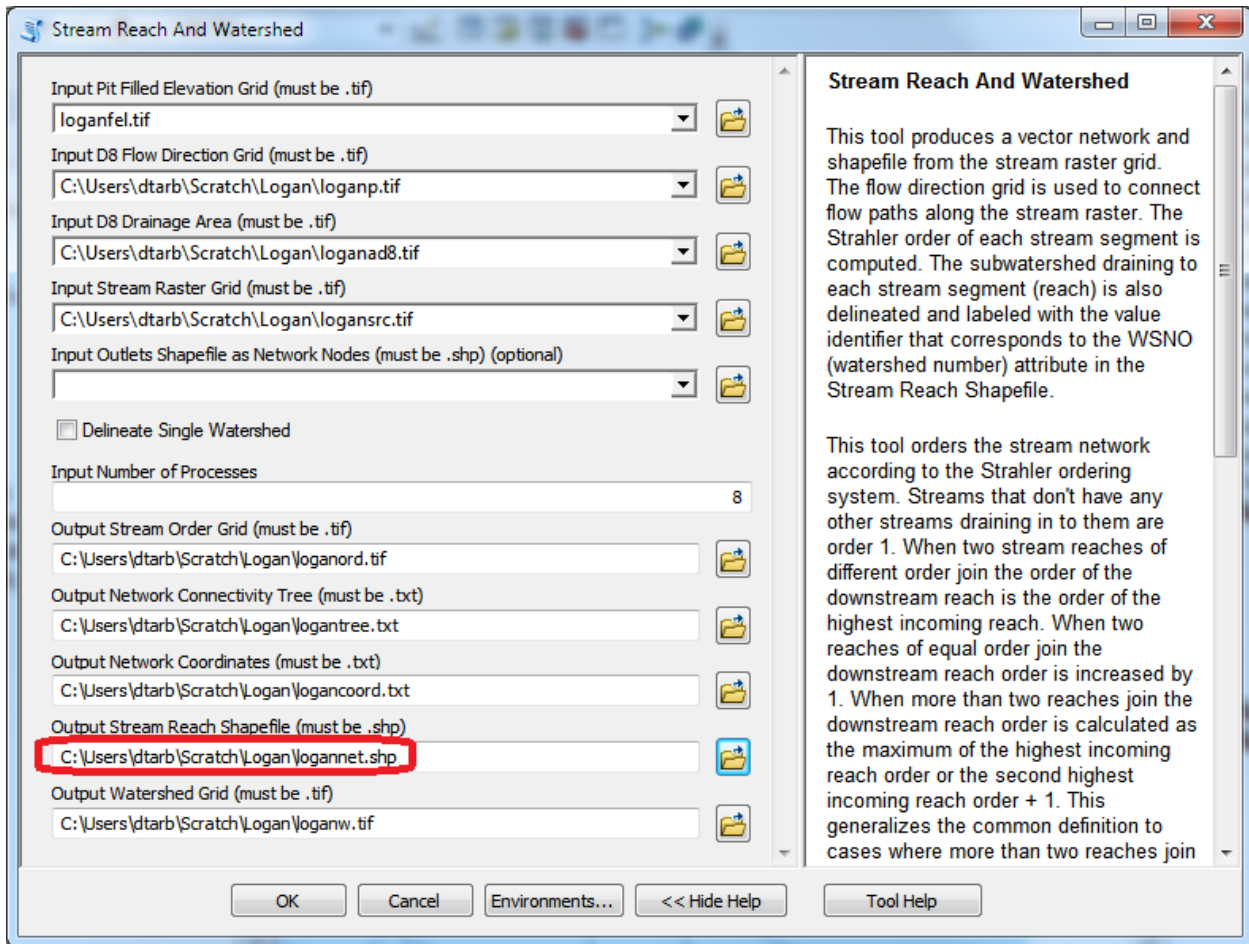 Stream Reach And Watershed
Input Pit Filled Elevation Grid (must be .tif)
loganfel.tif
Input D8 Flow Direction Grid (must be .tif)
C:\Users\dtarb\Scratch\Logan\loganp.tif
Input D8 Drainage Area (must be .tif)
C:\Users\dtarb\Scratch\Logan\loganad8.tif
Input Stream Raster Grid (must be .tif)
C:\Users\dtarb\Scratch\Logan\logansrc.tif
Input Outlets Shapefile as Network Nodes (must be .shp) (optional)
Delineate Single Watershed
Input Number of Processes
8
Output Stream Order Grid (must be .tif)
C:\Users\dtarb\Scratch\Logan\loganord.tif
Output Network Connectivity Tree (must be .txt)
C:\Users\dtarb\Scratch\Logan\logantree.txt
Output Network Coordinates (must be .txt)
C:\Users\dtarb\Scratch\Logan\logancoord.txt
Output Stream Reach Shapefile (must be .shp)
C:\Users\dtarb\Scratch\Logan\logannet.shp
Output Watershed Grid (must be .tif)
C:\Users\dtarb\Scratch\Logan\loganw.tif
Stream Reach And Watershed
This tool produces a vector network and
shapefile from the stream raster grid.
The flow direction grid is used to connect
flow paths along the stream raster. The
Strahler order of each stream segment is
computed. The subwatershed draining to
each stream segment (reach) is also
delineated and labeled with the value
identifier that corresponds to the WSNO
(watershed number) attribute in the
Stream Reach Shapefile.
This tool orders the stream network
according to the Strahler ordering
system. Streams that don't have any
other streams draining in to them are
order 1. When two stream reaches of
different order join the order of the
downstream reach is the order of the
highest incoming reach. When two
reaches of equal order join the
downstream reach order is increased by
1. When more than two reaches join the
downstream reach order is calculated as
the maximum of the highest incoming
reach order or the second highest
incoming reach order + 1. This
generalizes the common definition to
cases where more than two reaches join
OK
Cancel
Environments...
<< Hide Help
Tool Help